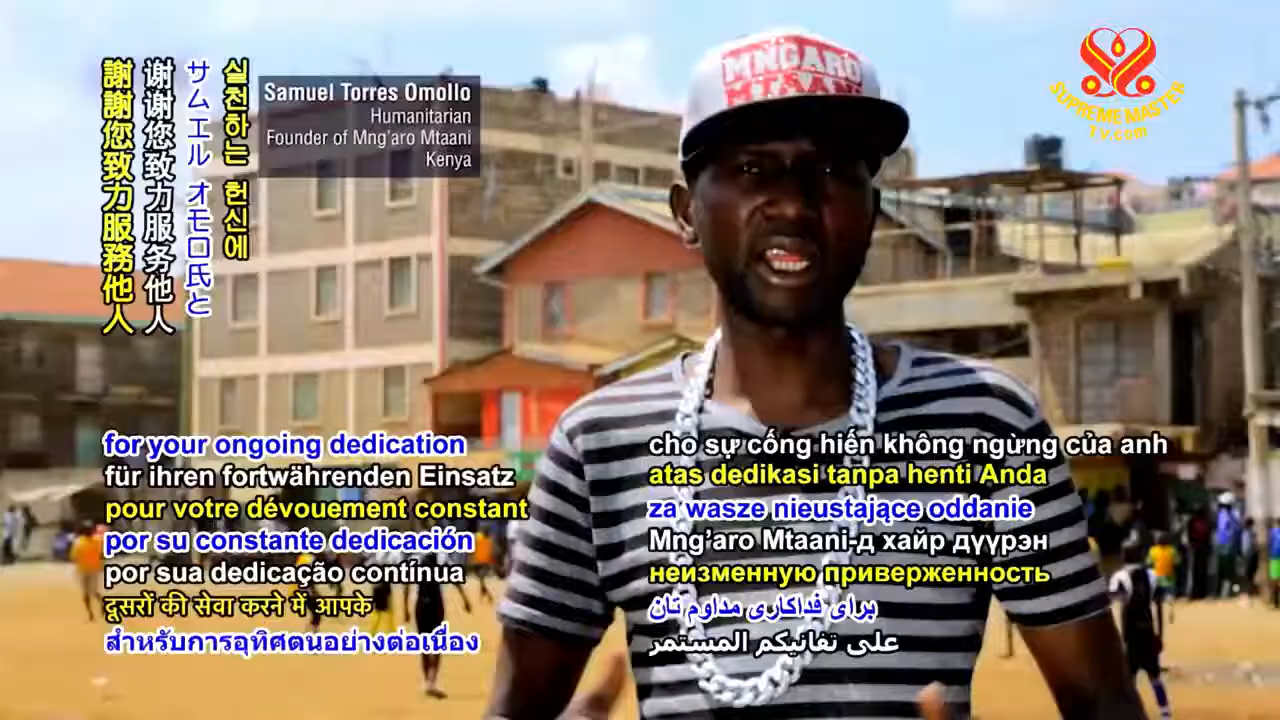 謝謝您致力服務他人
谢谢您致力服务他人
サムエル オモロ氏と
실천하는 헌신에
Samuel Torres Omollo
Humanitarian
Founder of Mng'aro Mtaani
Kenya
MNGARO
MTAANI
SUPREME MASTER
TV.com
for your ongoing dedication
für ihren fortwährenden Einsatz
pour votre dévouement constant
por su constante dedicación
por sua dedicação contínua
दूसरों की सेवा करने में आपके
สำหรับการอุทิศตนอย่างต่อเนื่อง
cho sự cống hiến không ngừng của anh
atas dedikasi tanpa henti Anda
za wasze nieustające oddanie
Mng’aro Mtaani-д хайр дүүрэн
неизменную приверженность
برای فداکاری مداوم تان
على تفانيكم المستمر